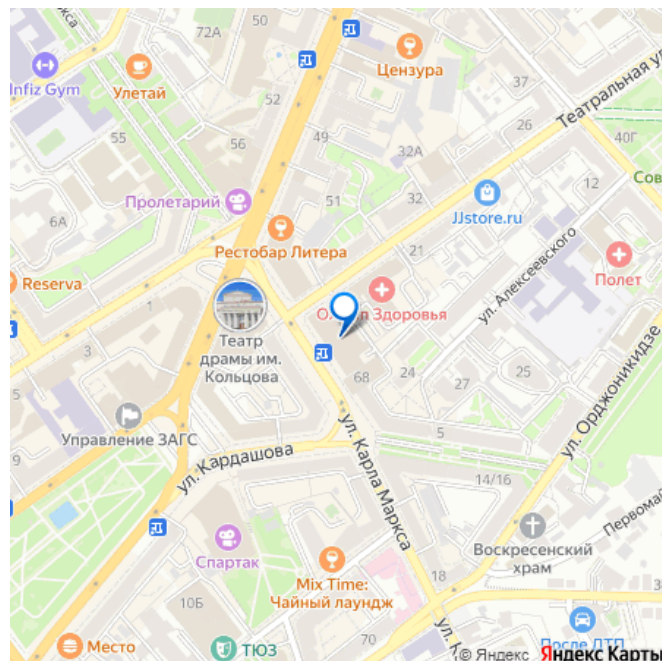 72А
50
Цензура
Infiz Gym
Улетай
37
Театральная ул
52
55
56
49
26
32А
40Г
Сов
12
Пролетарий
51
32
JJstore.ru
6А
Рестобар Литера
21
Reserva
ул. Алексеевского
Полет
1
Здоровья
Театр
драмы им.
Кольцова
68
24
27
25
ул. Орджоникидзе
Управление ЗАГС
9
5
ул. Кардашова
ул. Карла Маркса
14/16
Воскресенский
храм
Спартак
Mix Time:
Чайный лаундж
18
10Б
Место
ТЮЗ
70
После ДТП
© Яндекс Яндекс Карты